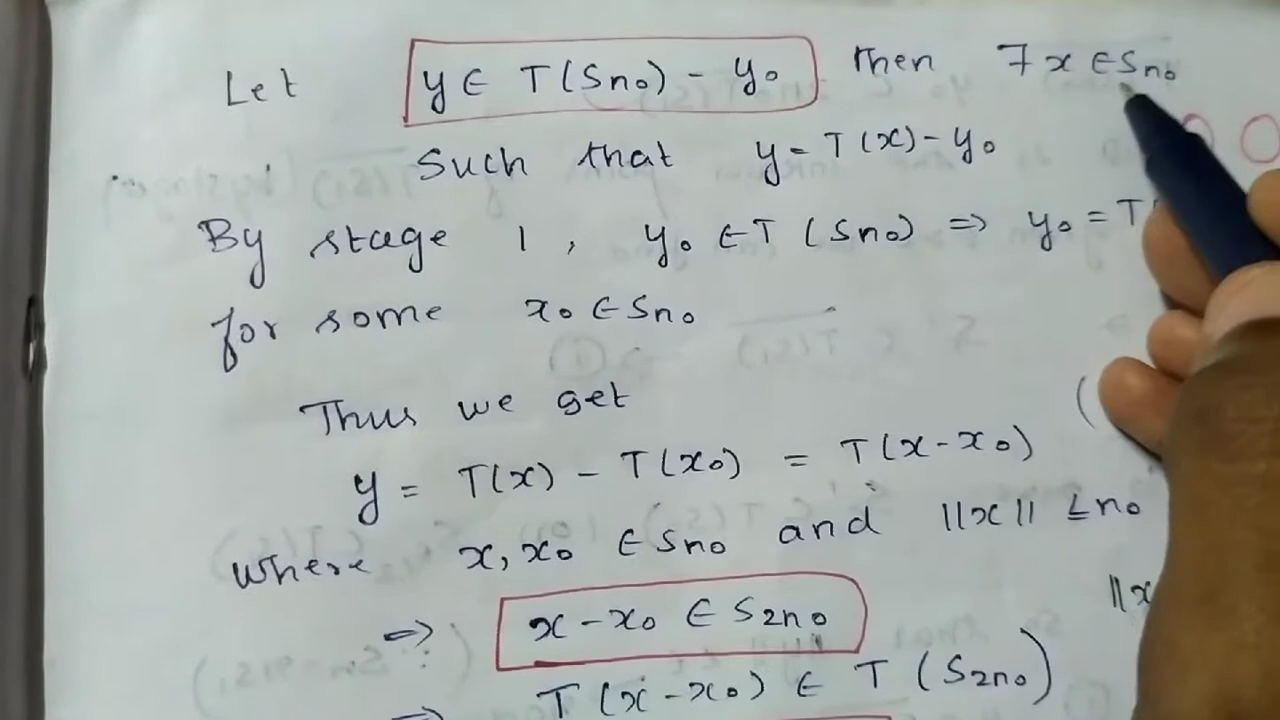 Let y ∈ T(Sn₀) - y₀ then ∃ x ∈ Sn₀
Such that y = T(x) - y₀
By stage 1, y₀ ∈ T(Sn₀) ⇒ y₀ = T
for some x₀ ∈ Sn₀
Thus we get
y = T(x) - T(x₀) = T(x-x₀)
where x, x₀ ∈ Sn₀ and ||x|| ≤ n₀
||x
⇒ x - x₀ ∈ S2n₀
⇒ T(x-x₀) ∈ T(S2n₀)